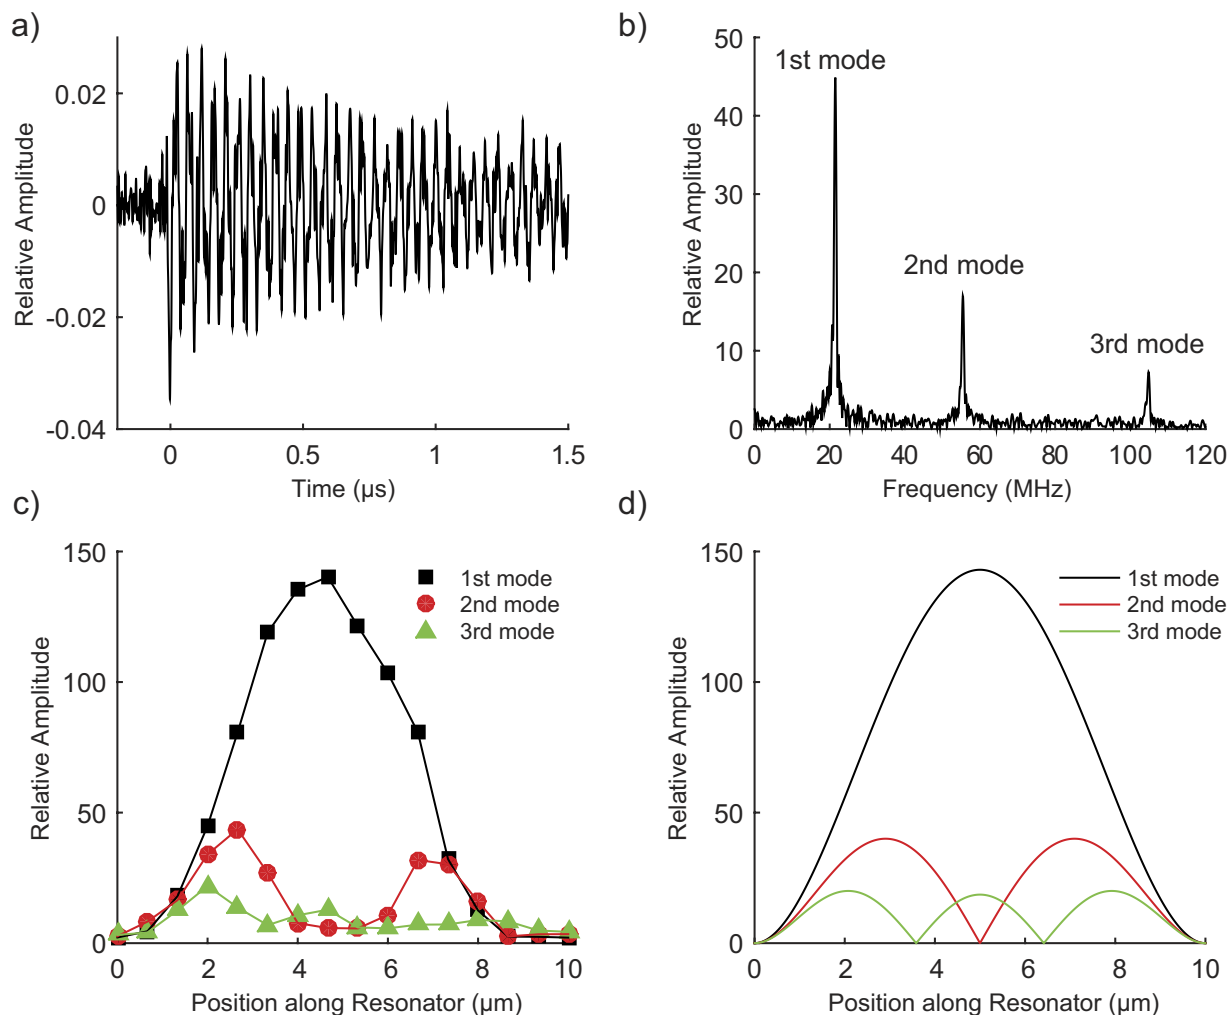 a)
Relative Amplitude
0.02
0
-0.02
-0.04
0
0.5
1
1.5
Time (µs)
b)
Relative Amplitude
50
40
30
20
10
0
1st mode
2nd mode
3rd mode
0
20
40
60
80
100
120
Frequency (MHz)
c)
Relative Amplitude
150
100
50
0
1st mode
2nd mode
3rd mode
0
2
4
6
8
10
Position along Resonator (µm)
d)
Relative Amplitude
150
100
50
0
1st mode
2nd mode
3rd mode
0
2
4
6
8
10
Position along Resonator (µm)